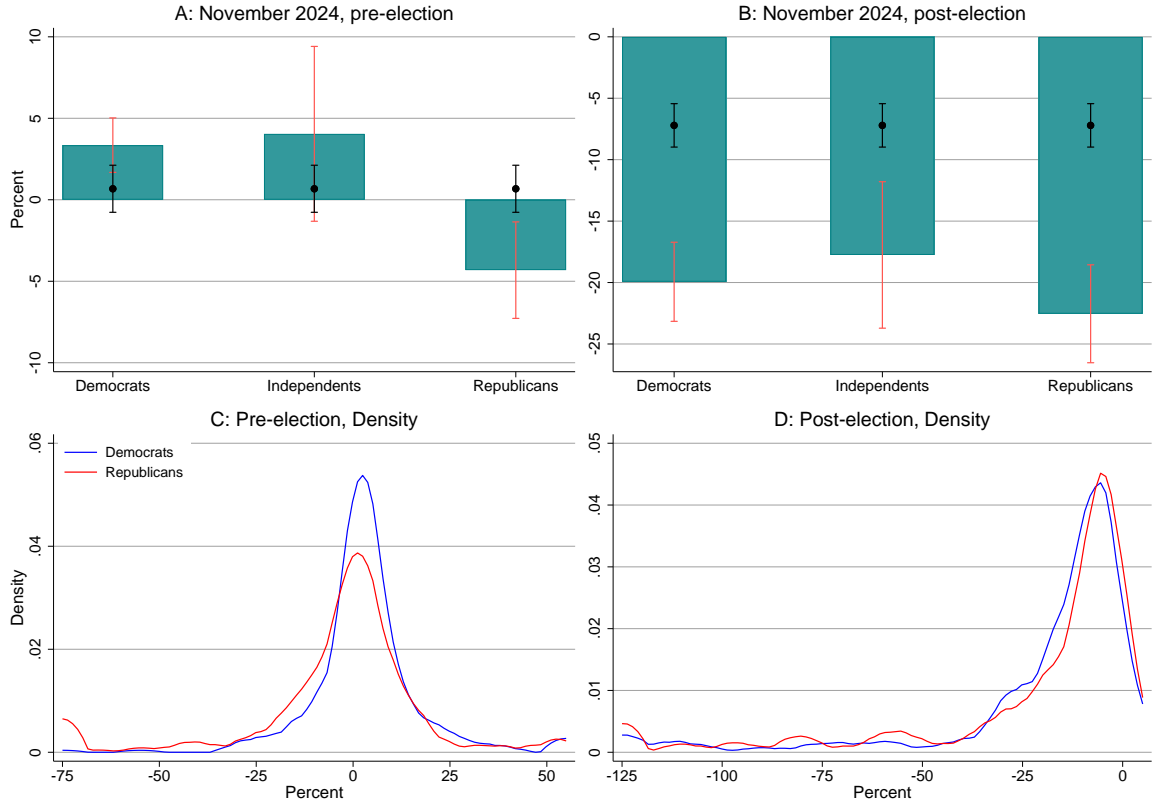 A: November 2024, pre-election
Percent
10
5
0
-5
-10
Democrats Independents Republicans
B: November 2024, post-election
0
-5
-10
-15
-20
-25
Democrats Independents Republicans
C: Pre-election, Density
Democrats
Republicans
Density
.06
.04
.02
0
-75 -25 0 25 50
Percent
D: Post-election, Density
.05
.04
.03
.02
.01
0
-125 -100 -75 -25 0
Percent